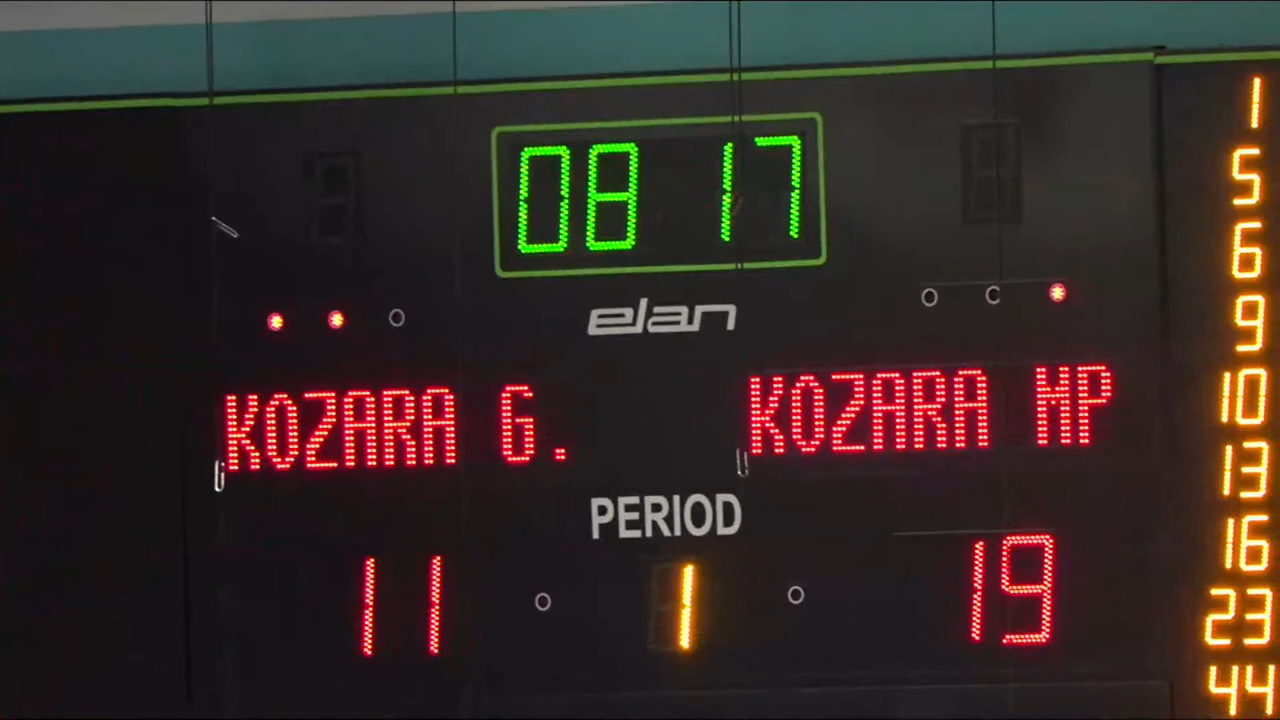 08 17
elan
KOZARA G. KOZARA MP
PERIOD
11 1 19
1
5
6
9
10
13
16
23
44